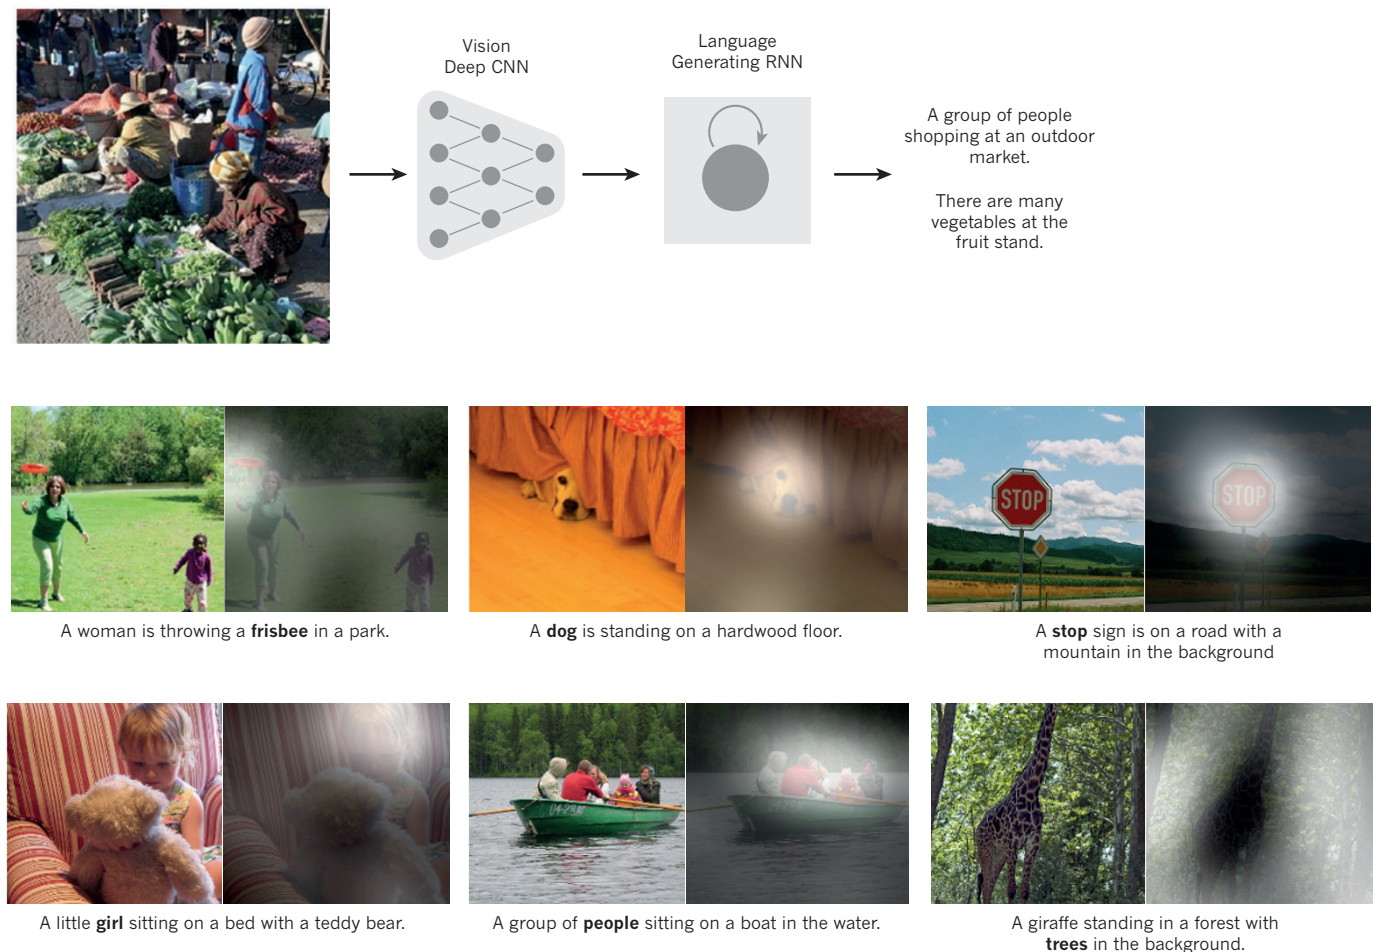 Vision
Deep CNN
Language
Generating RNN
A group of people
shopping at an outdoor
market.
There are many
vegetables at the
fruit stand.
STOP
STOP
A woman is throwing a frisbee in a park.
A dog is standing on a hardwood floor.
A stop sign is on a road with a
mountain in the background
A little girl sitting on a bed with a teddy bear.
A group of people sitting on a boat in the water.
A giraffe standing in a forest with
trees in the background.